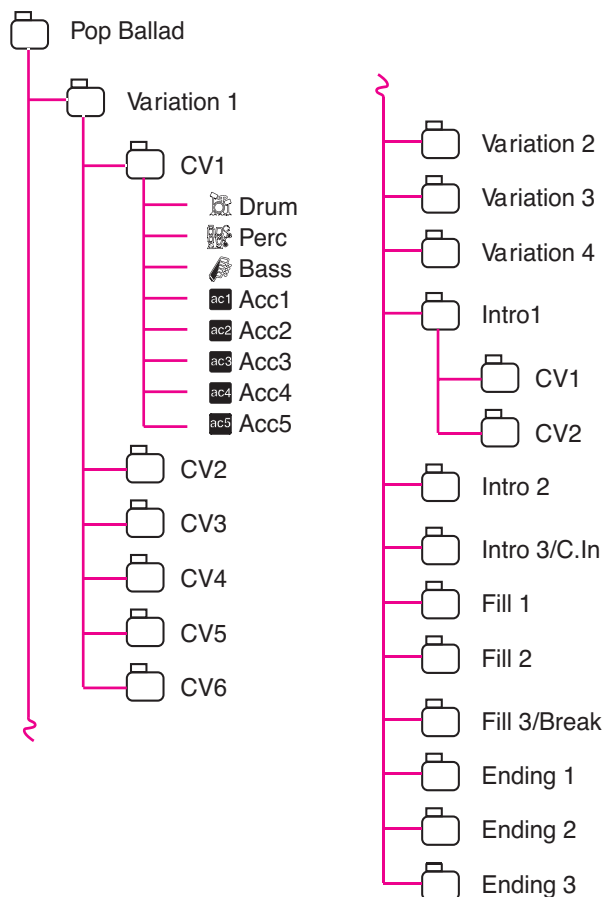 Pop Ballad
Variation 1
CV1
Drum
Perc
Bass
ac1 Acc1
ac2 Acc2
ac3 Acc3
ac4 Acc4
ac5 Acc5
CV2
CV3
CV4
CV5
CV6
Variation 2
Variation 3
Variation 4
Intro1
CV1
CV2
Intro 2
Intro 3/C.In
Fill 1
Fill 2
Fill 3/Break
Ending 1
Ending 2
Ending 3